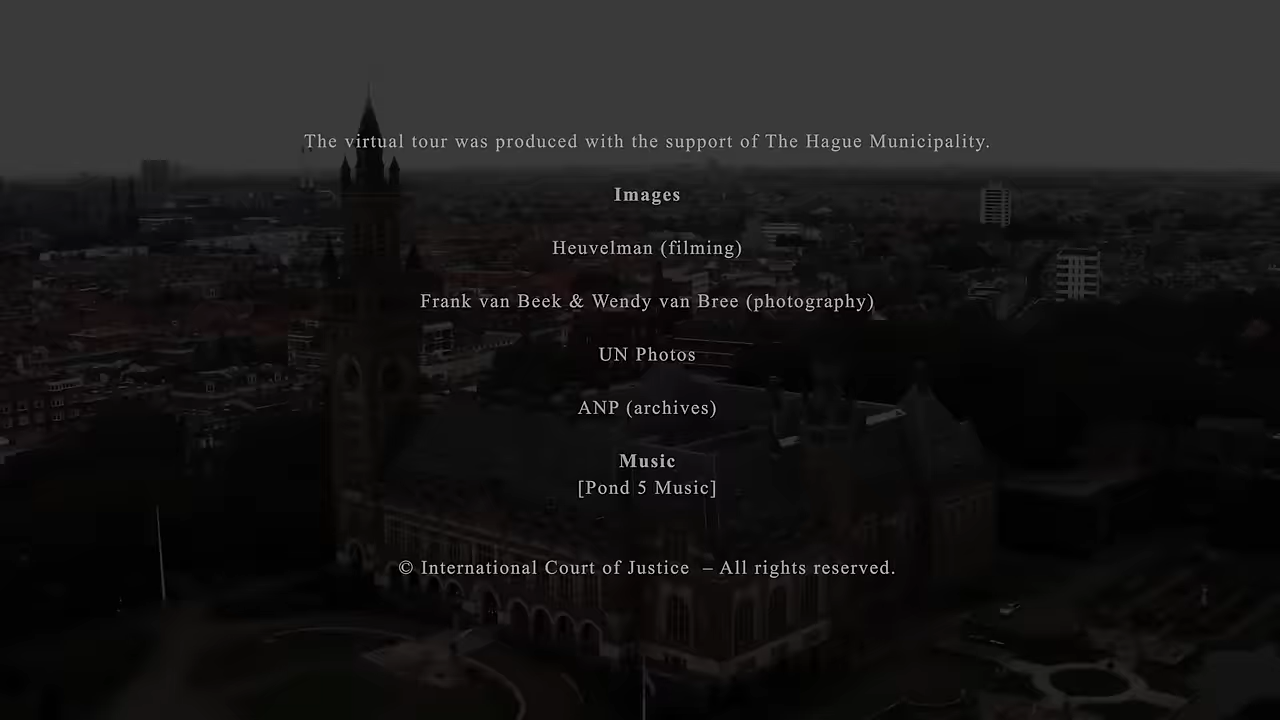 The virtual tour was produced with the support of The Hague Municipality.
Images
Heuvelman (filming)
Frank van Beek & Wendy van Bree (photography)
UN Photos
ANP (archives)
Music
[Pond 5 Music]
© International Court of Justice – All rights reserved.